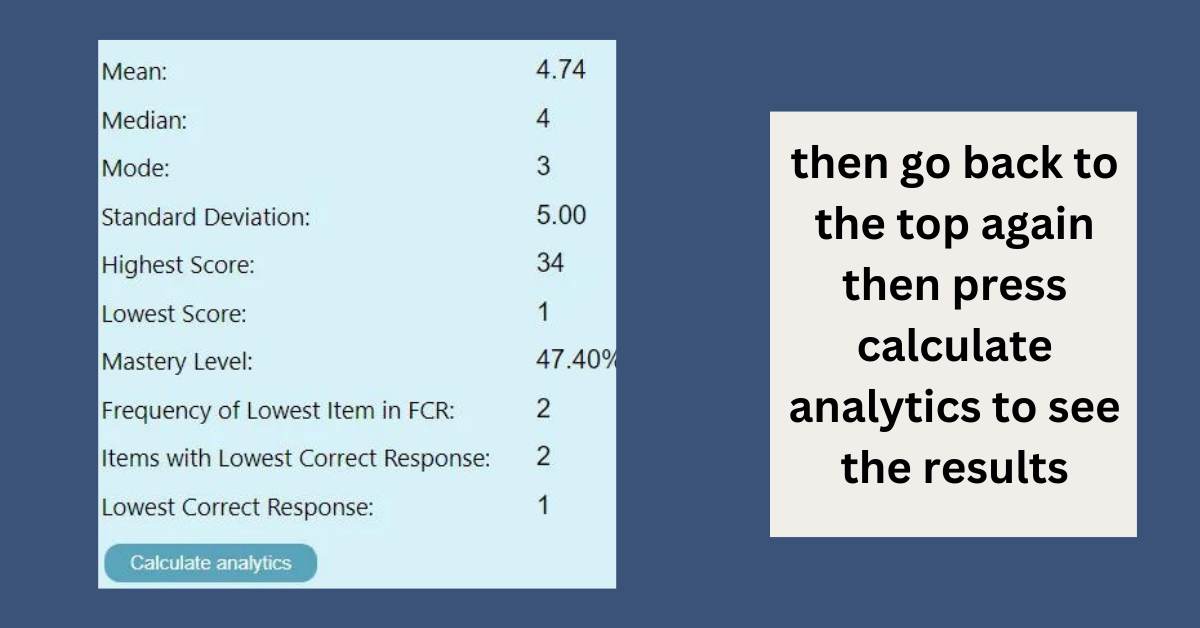 Mean: 4.74
Median: 4
Mode: 3
Standard Deviation: 5.00
Highest Score: 34
Lowest Score: 1
Mastery Level: 47.40%
Frequency of Lowest Item in FCR: 2
Items with Lowest Correct Response: 2
Lowest Correct Response: 1
Calculate analytics
then go back to
the top again
then press
calculate
analytics to see
the results